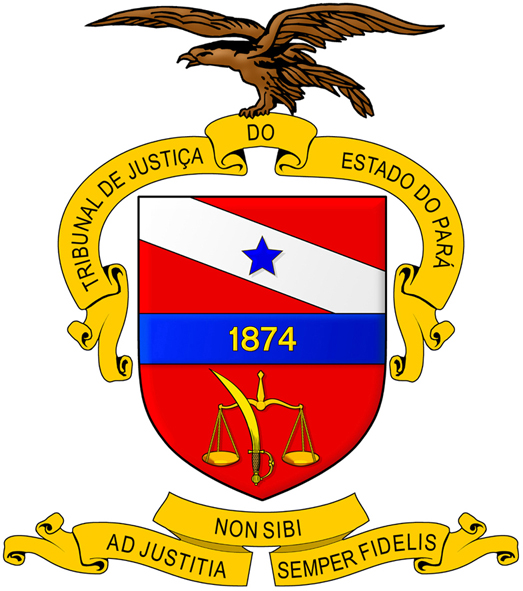 TRIBUNAL DE JUSTIÇA DO ESTADO DO PARÁ
1874
NON SIBI
AD JUSTITIA SEMPER FIDELIS